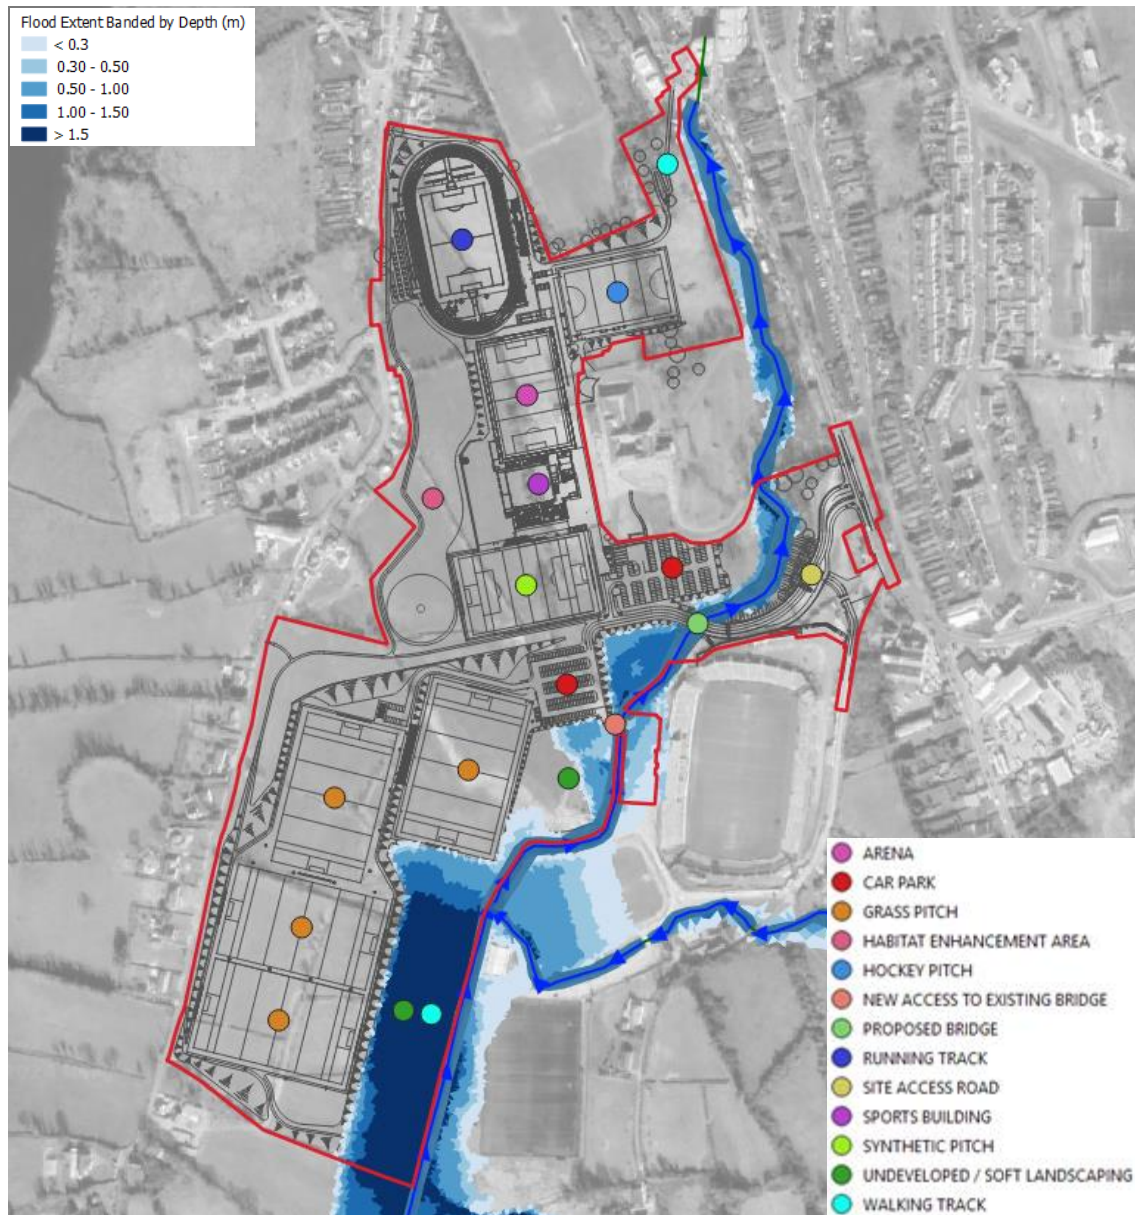 Flood Extent Banded by Depth (m)
< 0.3
0.30 - 0.50
0.50 - 1.00
1.00 - 1.50
> 1.5
ARENA
CAR PARK
GRASS PITCH
HABITAT ENHANCEMENT AREA
HOCKEY PITCH
NEW ACCESS TO EXISTING BRIDGE
PROPOSED BRIDGE
RUNNING TRACK
SITE ACCESS ROAD
SPORTS BUILDING
SYNTHETIC PITCH
UNDEVELOPED / SOFT LANDSCAPING
WALKING TRACK